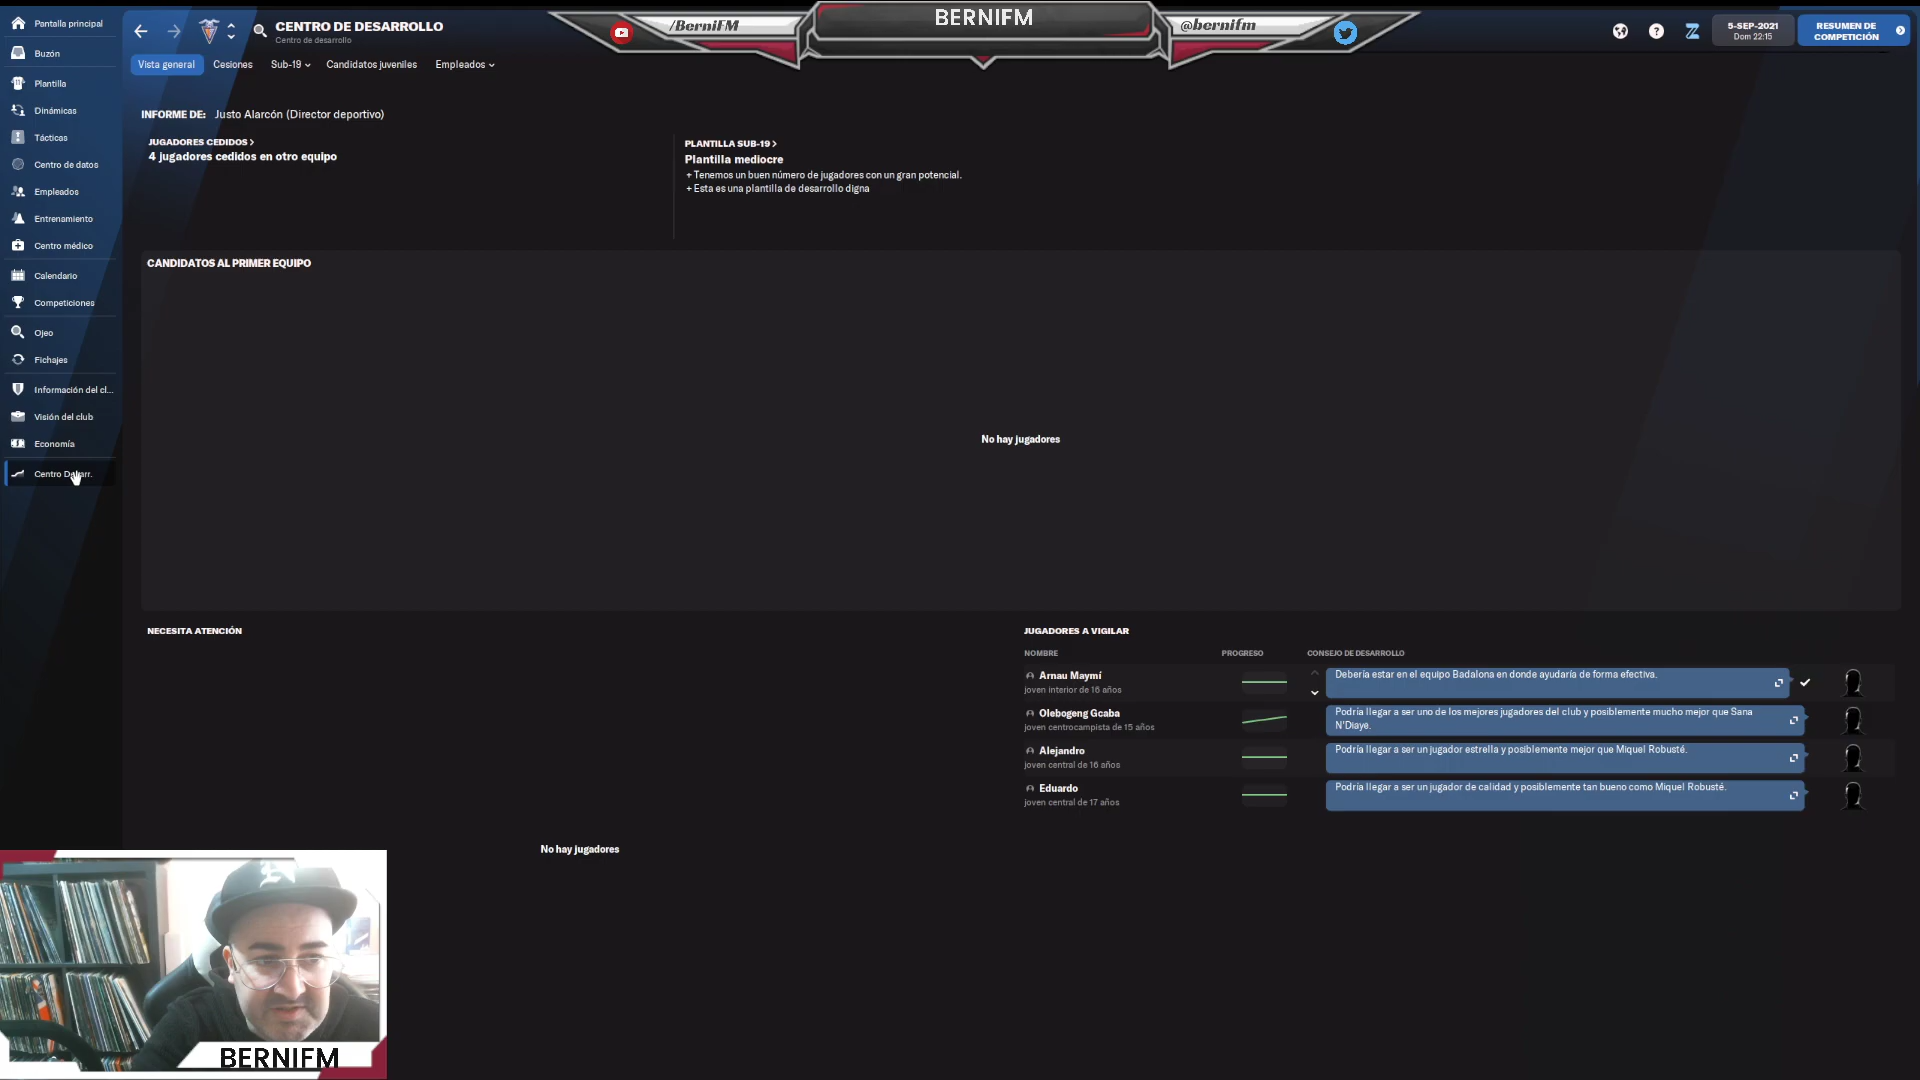 Pantalla principal
Buzón
Plantilla
Dinámicas
Tácticas
Centro de datos
Empleados
Entrenamiento
Centro médico
Calendario
Competiciones
Ojeo
Fichajes
Información del cl...
Visión del club
Economía
CENTRO DE DESARROLLO
Centro de desarrollo
/BerniFM
BERNIFM
@bernifm
5-SEP-2021
Dom 22:15
RESUMEN DE
COMPETICIÓN
Vista general
Cesiones
Sub-19
Candidatos juveniles
Empleados
INFORME DE: Justo Alarcón (Director deportivo)
JUGADORES CEDIDOS >
4 jugadores cedidos en otro equipo
PLANTILLA SUB-19 >
Plantilla mediocre
+ Tenemos un buen número de jugadores con un gran potencial.
+ Esta es una plantilla de desarrollo digna
CANDIDATOS AL PRIMER EQUIPO
No hay jugadores
NECESITA ATENCIÓN
No hay jugadores
JUGADORES A VIGILAR
NOMBRE PROGRESO CONSEJO DE DESARROLLO
Arnau Maymí
joven interior de 16 años
Debería estar en el equipo Badalona en donde ayudaría de forma efectiva.
Olebogeng Gcaba
joven centrocampista de 15 años
Podría llegar a ser uno de los mejores jugadores del club y posiblemente mucho mejor que Sana
N'Diaye.
Alejandro
joven central de 16 años
Podría llegar a ser un jugador estrella y posiblemente mejor que Miquel Robusté.
Eduardo
joven central de 17 años
Podría llegar a ser un jugador de calidad y posiblemente tan bueno como Miquel Robusté.
BERNIFM